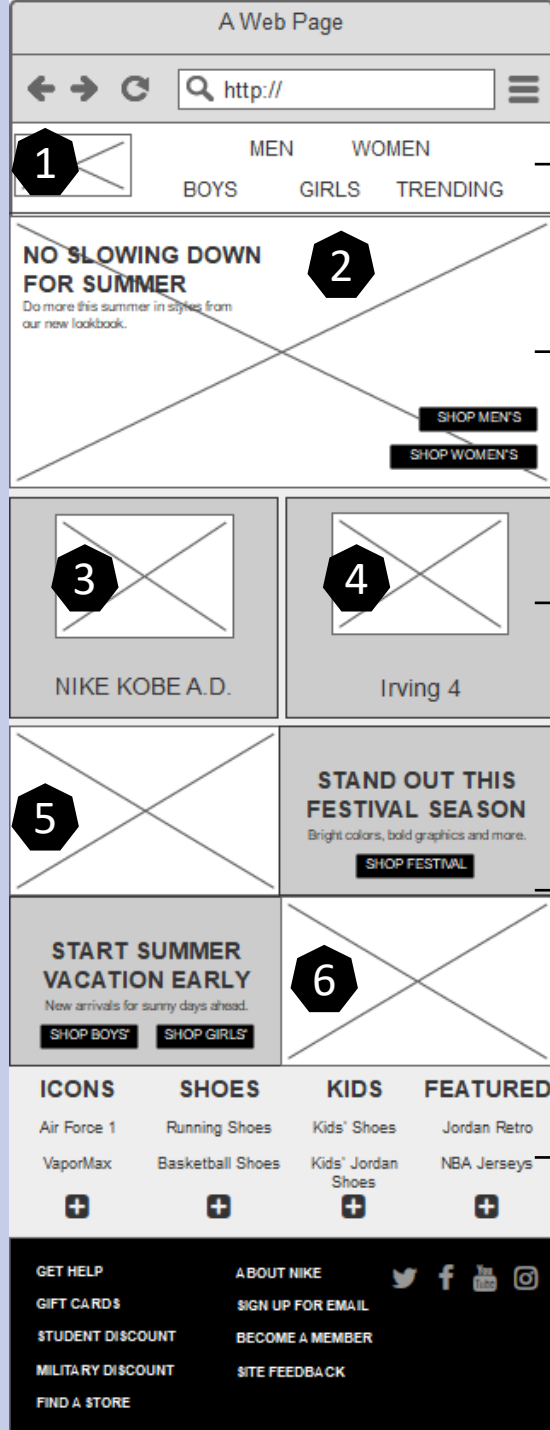 A Web Page
http://
1
MEN WOMEN
BOYS GIRLS TRENDING
NO SLOWING DOWN
FOR SUMMER
2
Do more this summer in styles from
our new lookbook.
SHOP MEN'S
SHOP WOMEN'S
3
4
NIKE KOBE A.D.
Irving 4
5
STAND OUT THIS
FESTIVAL SEASON
Bright colors, bold graphics and more.
SHOP FESTIVAL
START SUMMER
VACATION EARLY
New arrivals for sunny days ahead.
SHOP BOYS' SHOP GIRLS'
6
ICONS SHOES KIDS FEATURED
Air Force 1 Running Shoes Kids' Shoes Jordan Retro
VaporMax Basketball Shoes Kids' Jordan NBA Jerseys
Shoes
GET HELP
GIFT CARDS
STUDENT DISCOUNT
MILITARY DISCOUNT
FIND A STORE
ABOUT NIKE
SIGN UP FOR EMAIL
BECOME A MEMBER
SITE FEEDBACK
You
Tube